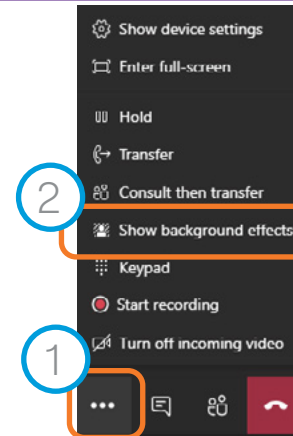 Show device settings
Enter full-screen
Hold
Transfer
2
Consult then transfer
Show background effects
Keypad
Start recording
1
Turn off incoming video